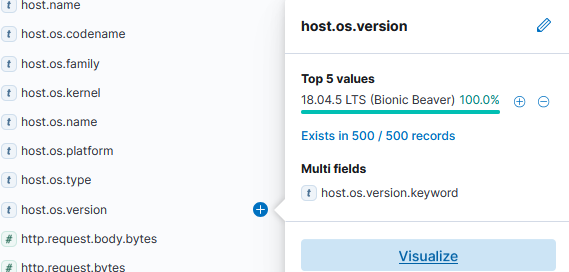 t host.name
t host.os.codename
t host.os.family
t host.os.kernel
t host.os.name
t host.os.platform
t host.os.type
t host.os.version
# http.request.body.bytes
# http.request.bytes
host.os.version
Top 5 values
18.04.5 LTS (Bionic Beaver) 100.0%
Exists in 500 / 500 records
Multi fields
t host.os.version.keyword
Visualize